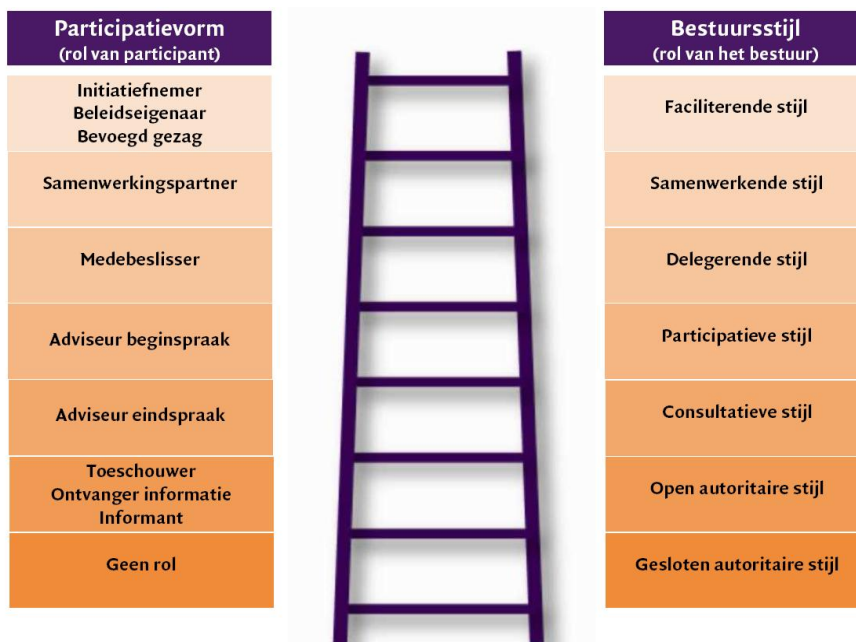 Participatievorm
(rol van participant)
Initiatiefnemer
Beleidseigenaar
Bevoegd gezag
Samenwerkingspartner
Medebeslisser
Adviseur beginspraak
Adviseur eindspraak
Toeschouwer
Ontvanger informatie
Informant
Geen rol
Bestuursstijl
(rol van het bestuur)
Faciliterende stijl
Samenwerkende stijl
Delegerende stijl
Participatieve stijl
Consultatieve stijl
Open autoritaire stijl
Gesloten autoritaire stijl